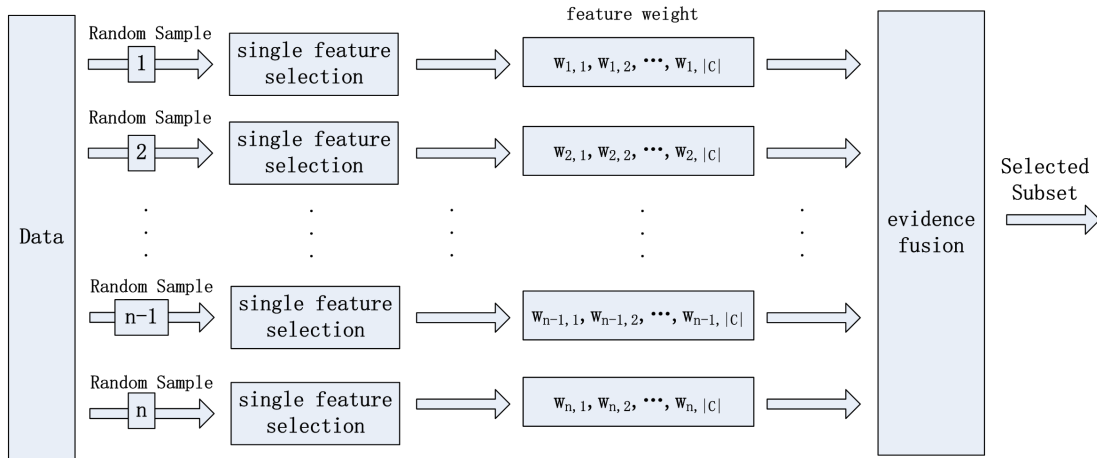 Data
Random Sample
1
single feature
selection
feature weight
w1,1, w1,2, ···, w1,|C|
Random Sample
2
single feature
selection
w2,1, w2,2, ···, w2,|C|
Random Sample
n-1
single feature
selection
wn-1,1, wn-1,2, ···, wn-1,|C|
Random Sample
n
single feature
selection
wn,1, wn,2, ···, wn,|C|
evidence
fusion
Selected
Subset